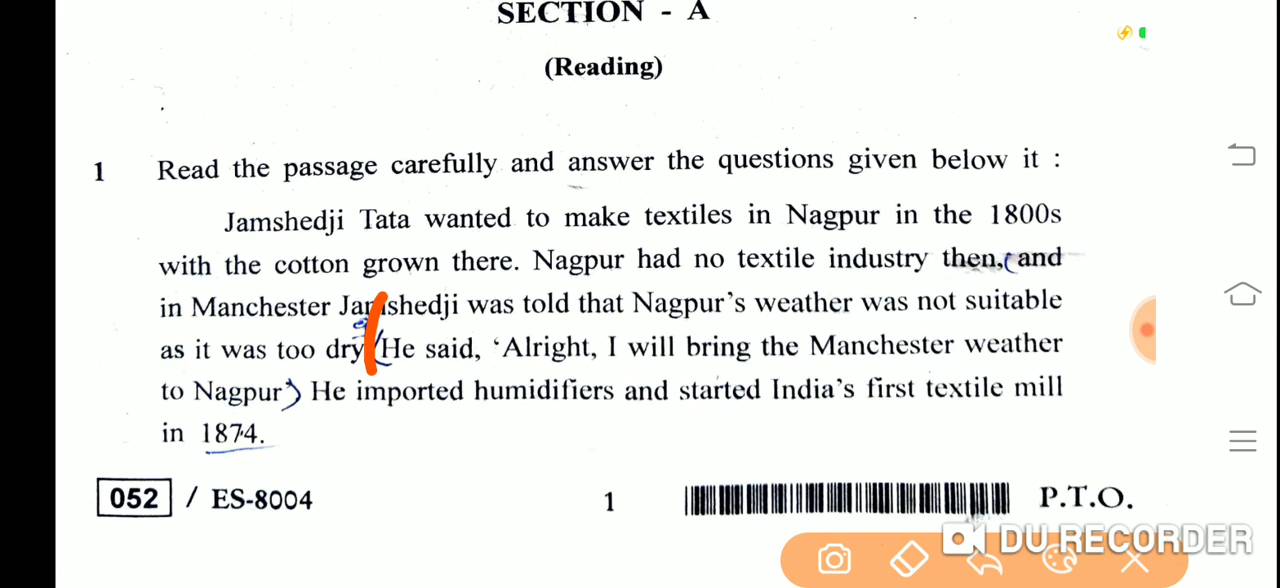 SECTION - A
(Reading)
1 Read the passage carefully and answer the questions given below it :
Jamshedji Tata wanted to make textiles in Nagpur in the 1800s
with the cotton grown there. Nagpur had no textile industry then, and
in Manchester Jamshedji was told that Nagpur's weather was not suitable
as it was too dry. He said, ‘Alright, I will bring the Manchester weather
to Nagpur’ He imported humidifiers and started India's first textile mill
in 1874.
052 / ES-8004 1 P.T.O.
DU RECORDER